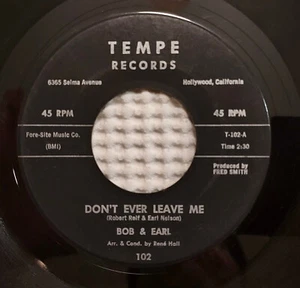 TEMPE
RECORDS
6365 Selma Avenue
Hollywood, California
45 RPM
45 RPM
Fore-Site Music Co.
(BMI)
T-102-A
Time 2:30
Produced by
FRED SMITH
DON'T EVER LEAVE ME
(Robert Relf & Earl Nelson)
BOB & EARL
Arr. & Cond. by René Hall
102